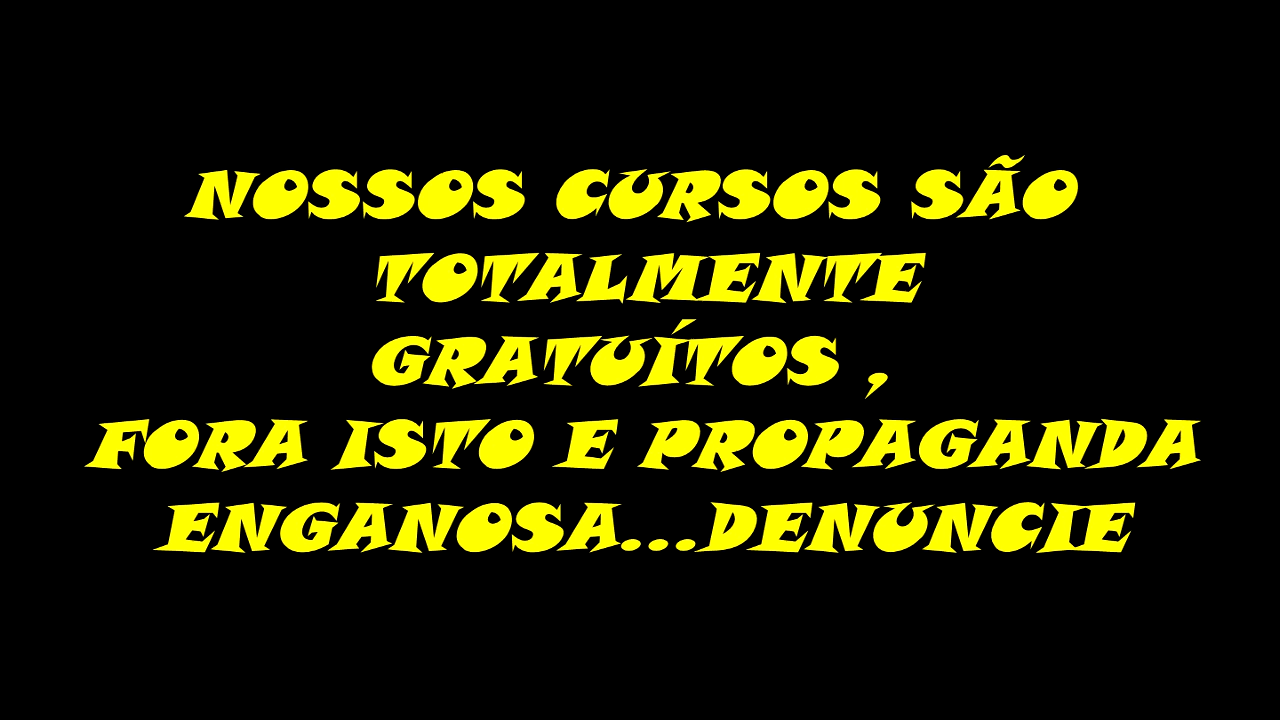 NOSSOS CURSOS SÃO
TOTALMENTE
GRATUÍTOS ,
FORA ISTO E PROPAGANDA
ENGANOSA...DENUNCIE